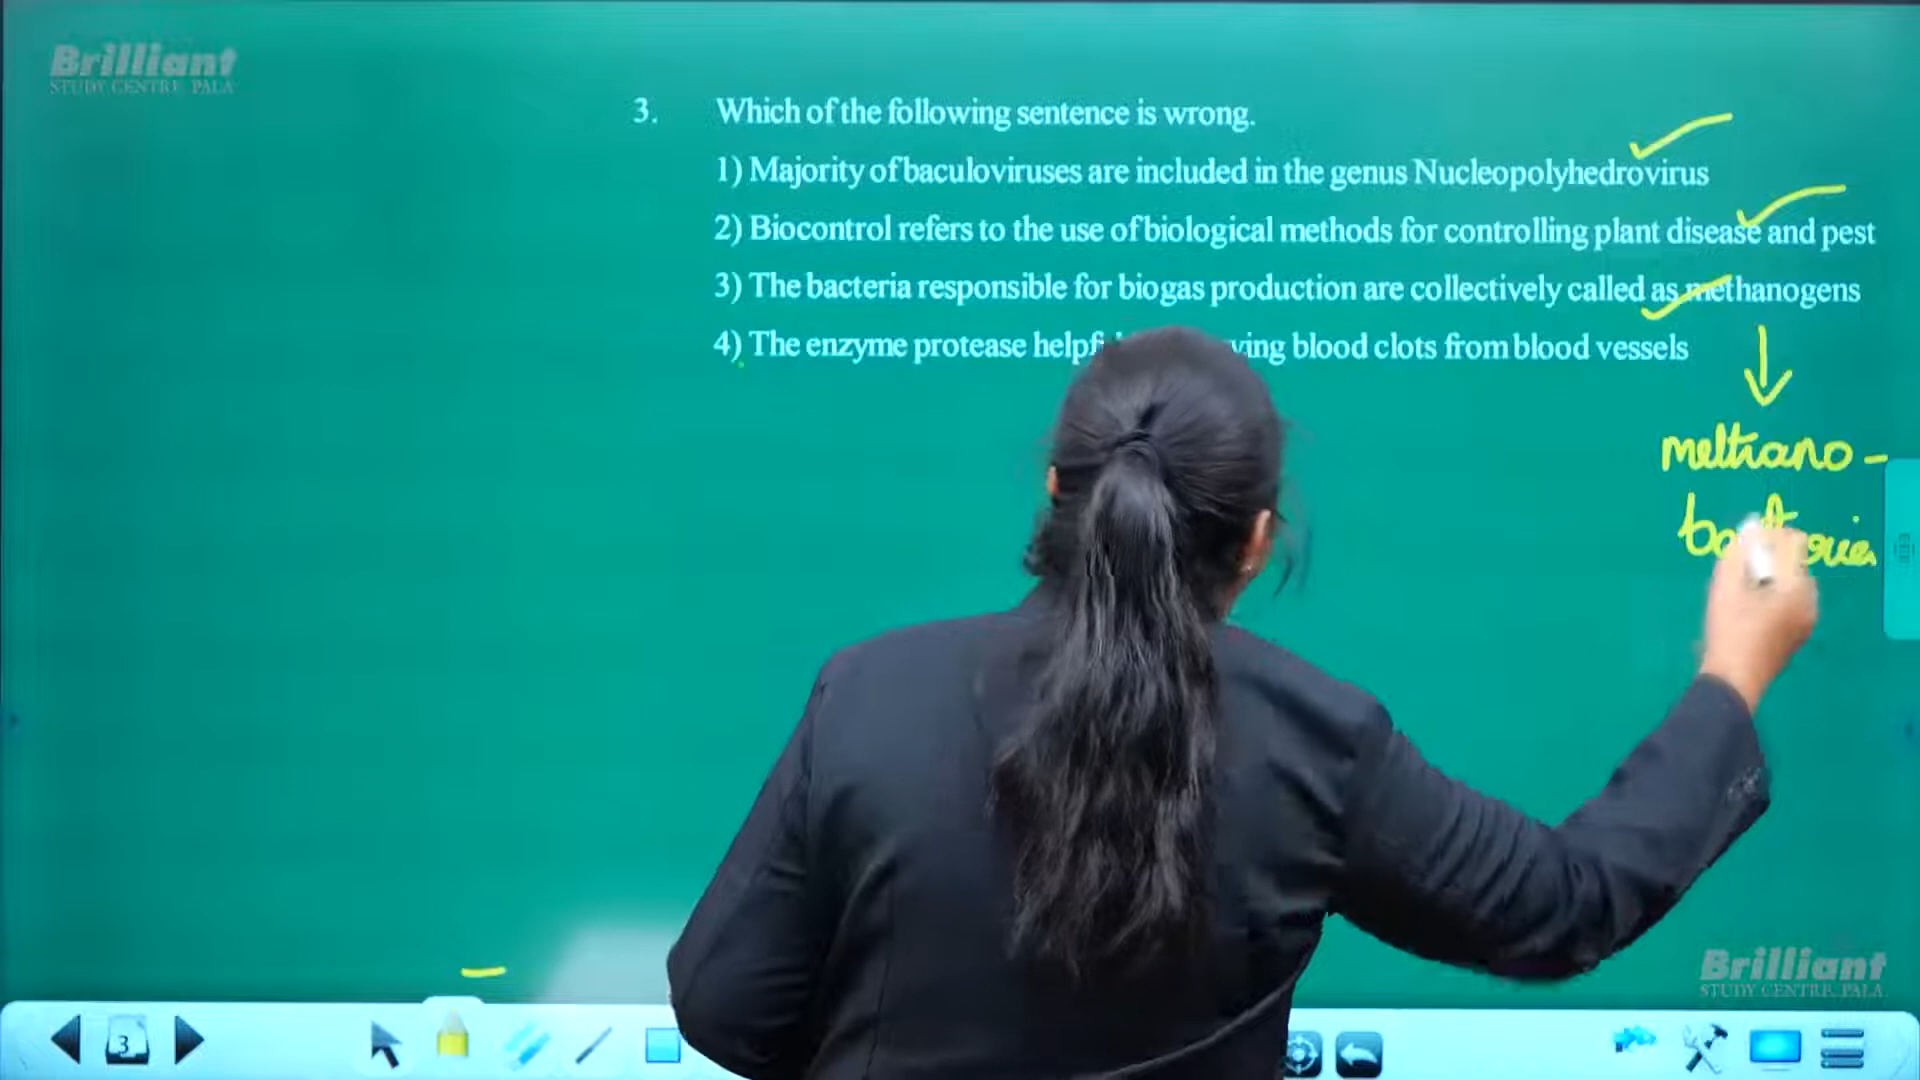 Brilliant
STUDY CENTRE, PALA
3. Which of the following sentence is wrong.
1) Majority of baculoviruses are included in the genus Nucleopolyhedrovirus
2) Biocontrol refers to the use of biological methods for controlling plant disease and pest
3) The bacteria responsible for biogas production are collectively called as methanogens
4) The enzyme protease blood clots from blood vessels
methano -
Brilliant
STUDY CENTRE, PALA
3